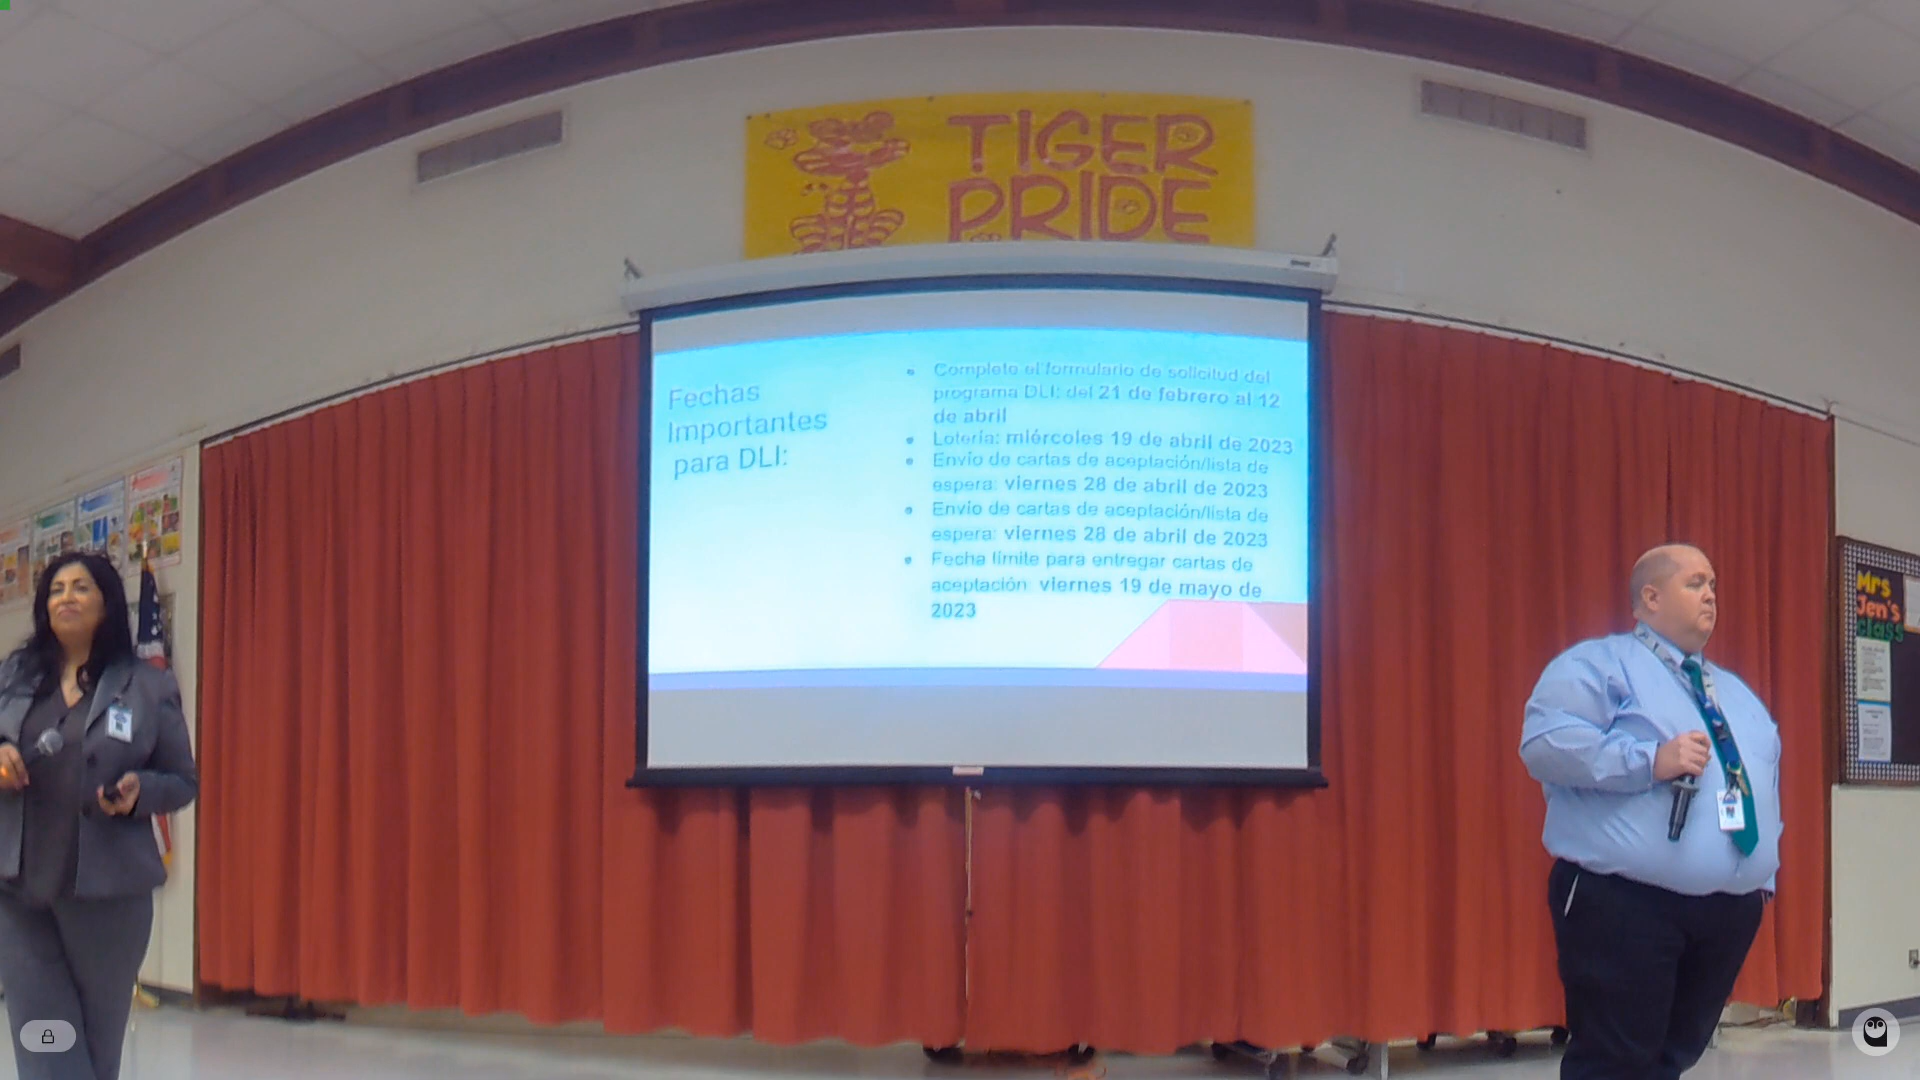 TIGER
PRIDE
Fechas
Importantes
para DLI:
Complete el formulario de solicitud del
programa DLI: del 21 de febrero al 12
de abril
Lotería: miércoles 19 de abril de 2023
Envío de cartas de aceptación/lista de
espera: viernes 28 de abril de 2023
Envío de cartas de aceptación/lista de
espera: viernes 28 de abril de 2023
Fecha límite para entregar cartas de
aceptación: viernes 19 de mayo de
2023
Mrs
Jen's
class